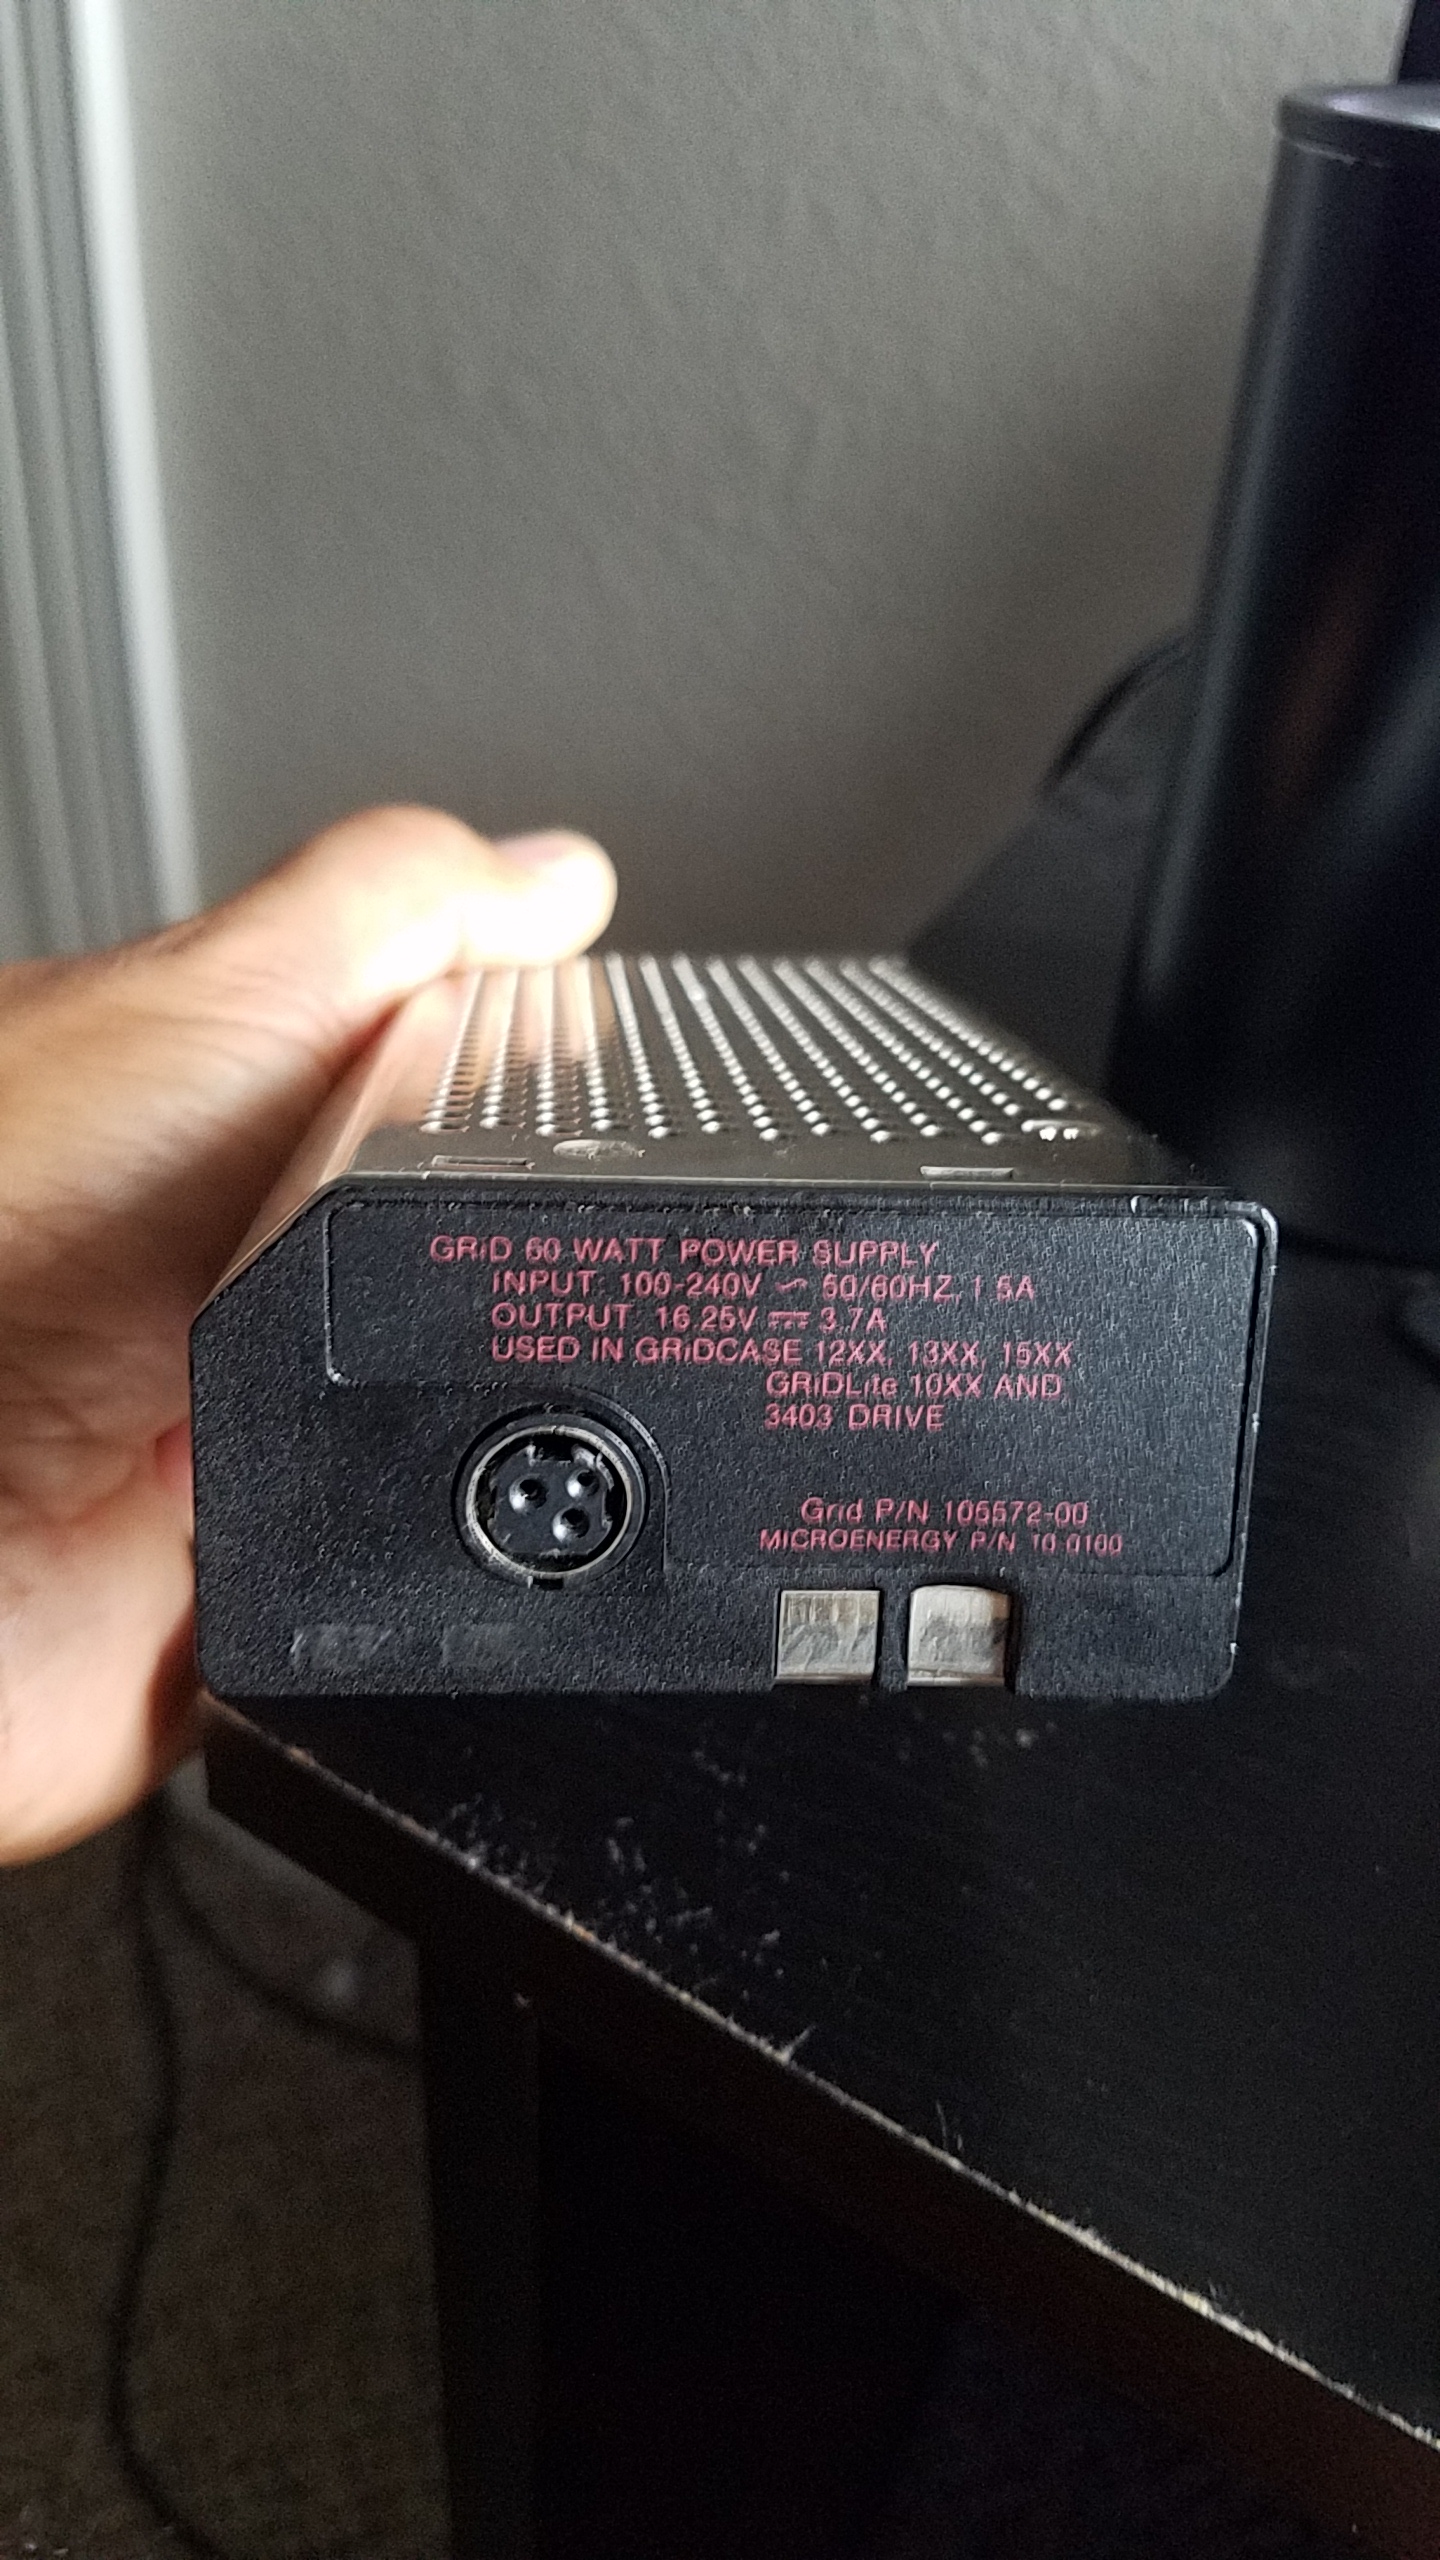 GRiD 60 WATT POWER SUPPLY
INPUT 100-240V ~ 50/60HZ, 1.5A
OUTPUT 16.25V ⎓ 3.7A
USED IN GRiDCASE 12XX, 13XX, 15XX
GRiDLite 10XX AND
3403 DRIVE
Grid P/N 105572-00
MICROENERGY P/N 10 0100